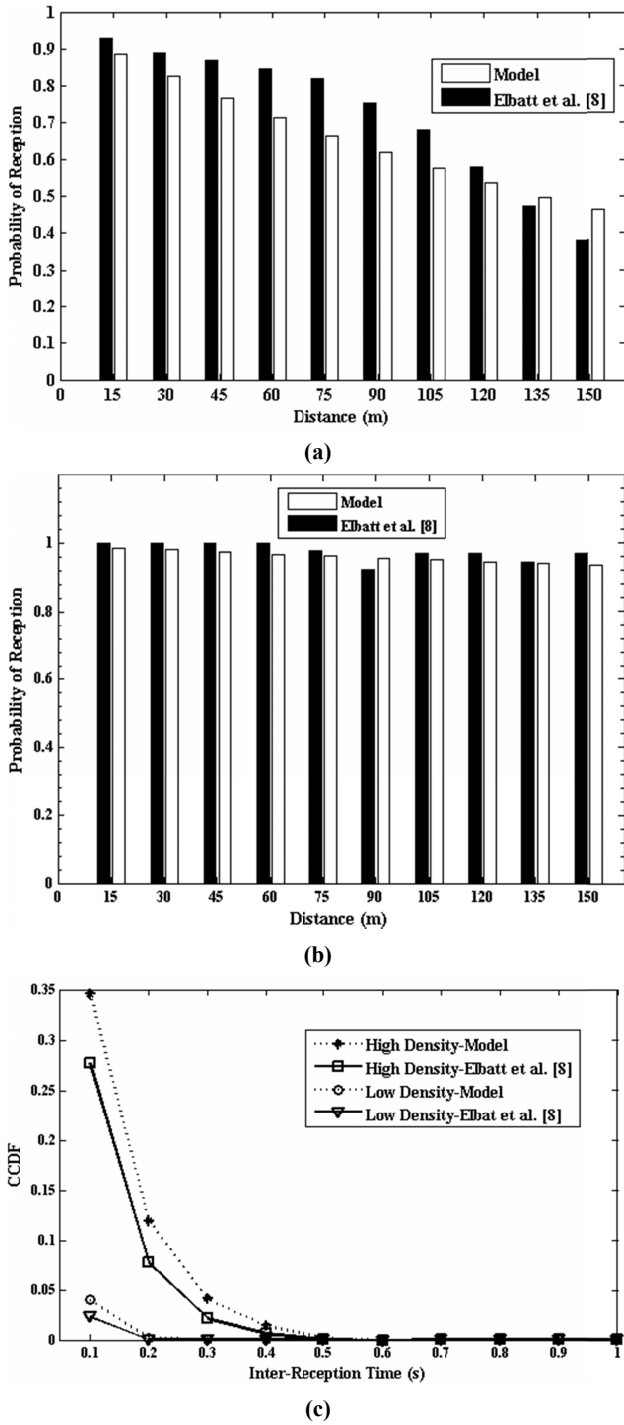 1
0.9
0.8
0.7
0.6
0.5
0.4
0.3
0.2
0.1
0
Probability of Reception
Model
Elbatt et al. [8]
0 15 30 45 60 75 90 105 120 135 150
Distance (m)
(a)
1
0.8
0.6
0.4
0.2
0
Probability of Reception
Model
Elbatt et al. [8]
0 15 30 45 60 75 90 105 120 135 150
Distance (m)
(b)
0.35
0.3
0.25
0.2
0.15
0.1
0.05
0
CCDF
High Density-Model
High Density-Elbatt et al. [8]
Low Density-Model
Low Density-Elbat et al. [8]
0.1 0.2 0.3 0.4 0.5 0.6 0.7 0.8 0.9 1
Inter-Reception Time (s)
(c)